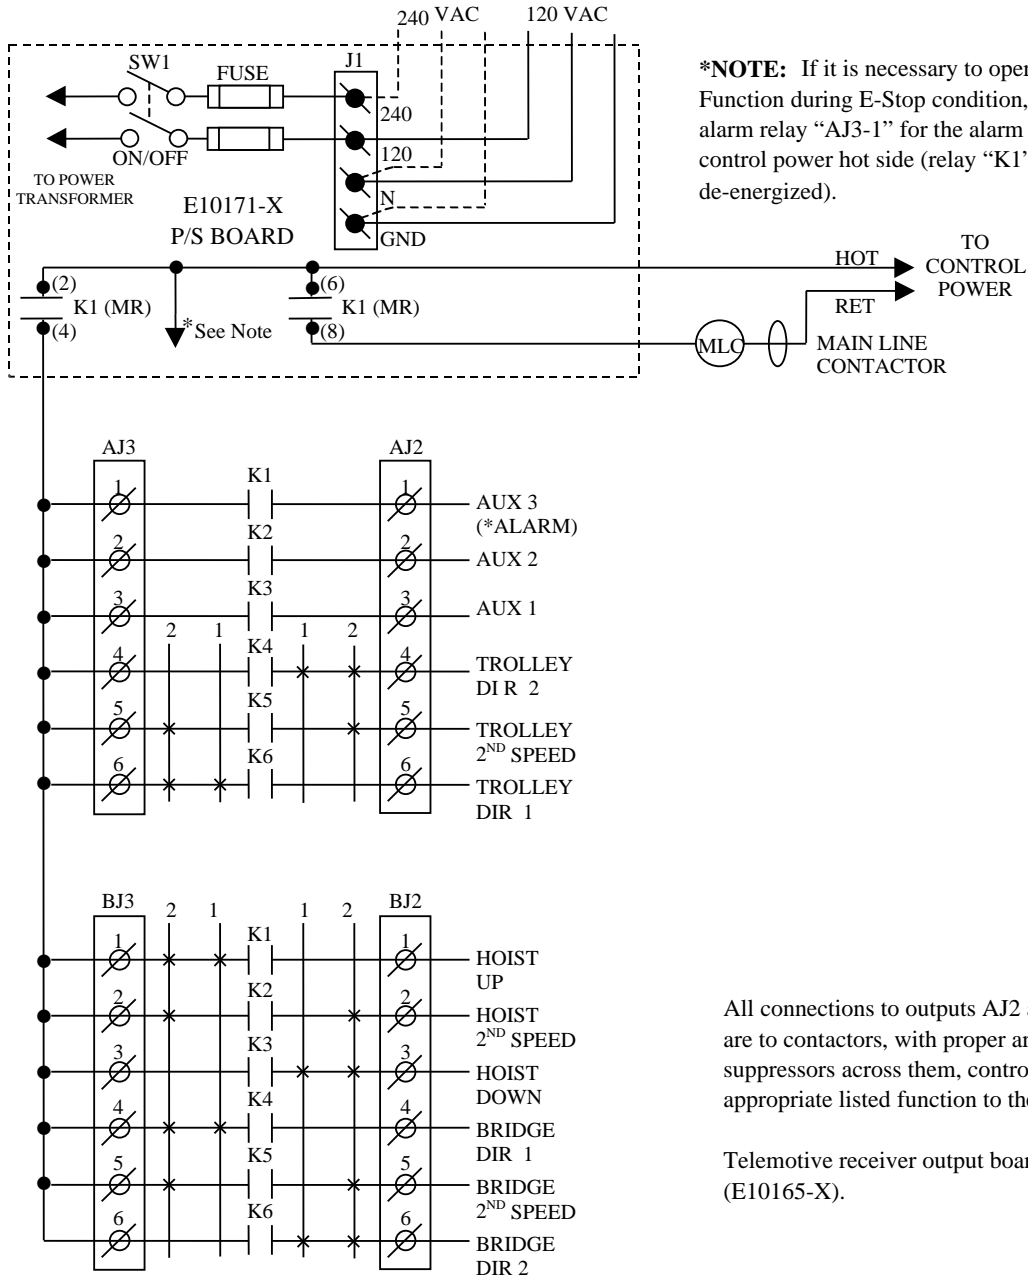 240 VAC
120 VAC
SW1
FUSE
J1
240
120
N
GND
ON/OFF
TO POWER
TRANSFORMER
E10171-X
P/S BOARD
*NOTE: If it is necessary to oper
Function during E-Stop condition,
alarm relay “AJ3-1” for the alarm
control power hot side (relay “K1”
de-energized).
HOT
TO
CONTROL
POWER
RET
(2)
K1 (MR)
(4)
*See Note
(6)
K1 (MR)
(8)
MLC
MAIN LINE
CONTACTOR
AJ3
AJ2
1
K1
1
AUX 3
(*ALARM)
2
K2
2
AUX 2
3
K3
3
AUX 1
2
1
1
2
4
K4
4
TROLLEY
DI R 2
5
K5
5
TROLLEY
2ND SPEED
6
K6
6
TROLLEY
DIR 1
BJ3
2
1
1
2
BJ2
1
K1
1
HOIST
UP
2
K2
2
HOIST
2ND SPEED
3
K3
3
HOIST
DOWN
4
K4
4
BRIDGE
DIR 1
5
K5
5
BRIDGE
2ND SPEED
6
K6
6
BRIDGE
DIR 2
All connections to outputs AJ2
are to contactors, with proper ar
suppressors across them, contro
appropriate listed function to the
Telemotive receiver output boar
(E10165-X).